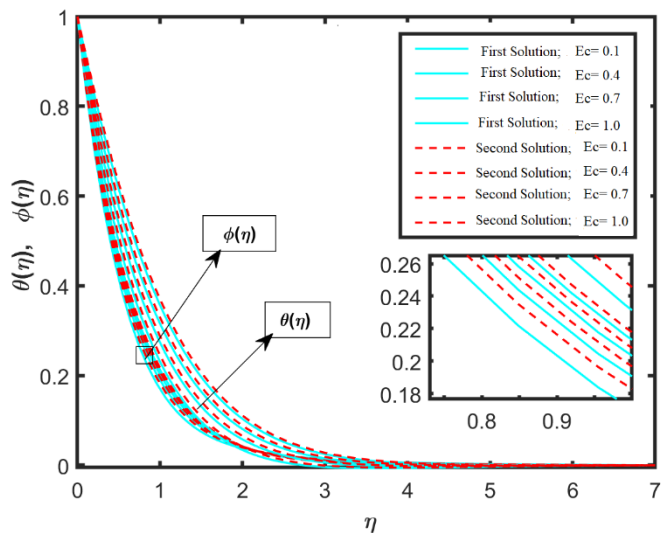 1
0.8
0.6
0.4
0.2
0
0 1 2 3 4 5 6 7
θ(η), ϕ(η)
η
First Solution; Ec= 0.1
First Solution; Ec= 0.4
First Solution; Ec= 0.7
First Solution; Ec= 1.0
Second Solution; Ec= 0.1
Second Solution; Ec= 0.4
Second Solution; Ec= 0.7
Second Solution; Ec= 1.0
ϕ(η)
θ(η)
0.26
0.24
0.22
0.2
0.18
0.8 0.9